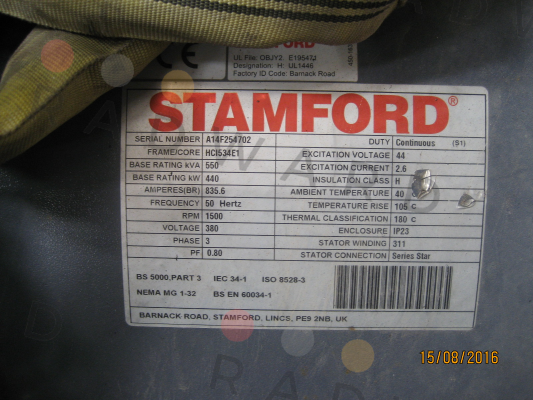 CE
STAMFORD
UL File: OBJY2. E195432
Designation: H: UL1446
Factory ID Code: Barnack Road
STAMFORD®
SERIAL NUMBER A14F254702
FRAME/CORE HCI534E1
BASE RATING kVA 550
BASE RATING kW 440
AMPERES(BR) 835.6
FREQUENCY 50 Hertz
RPM 1500
VOLTAGE 380
PHASE 3
PF 0.80
DUTY Continuous (S1)
EXCITATION VOLTAGE 44
EXCITATION CURRENT 2.6
INSULATION CLASS H
AMBIENT TEMPERATURE 40
TEMPERATURE RISE 105 C
THERMAL CLASSIFICATION 180 C
ENCLOSURE IP23
STATOR WINDING 311
STATOR CONNECTION Series Star
BS 5000,PART 3 IEC 34-1 ISO 8528-3
NEMA MG 1-32 BS EN 60034-1
BARNACK ROAD, STAMFORD, LINCS, PE9 2NB, UK
15/08/2016